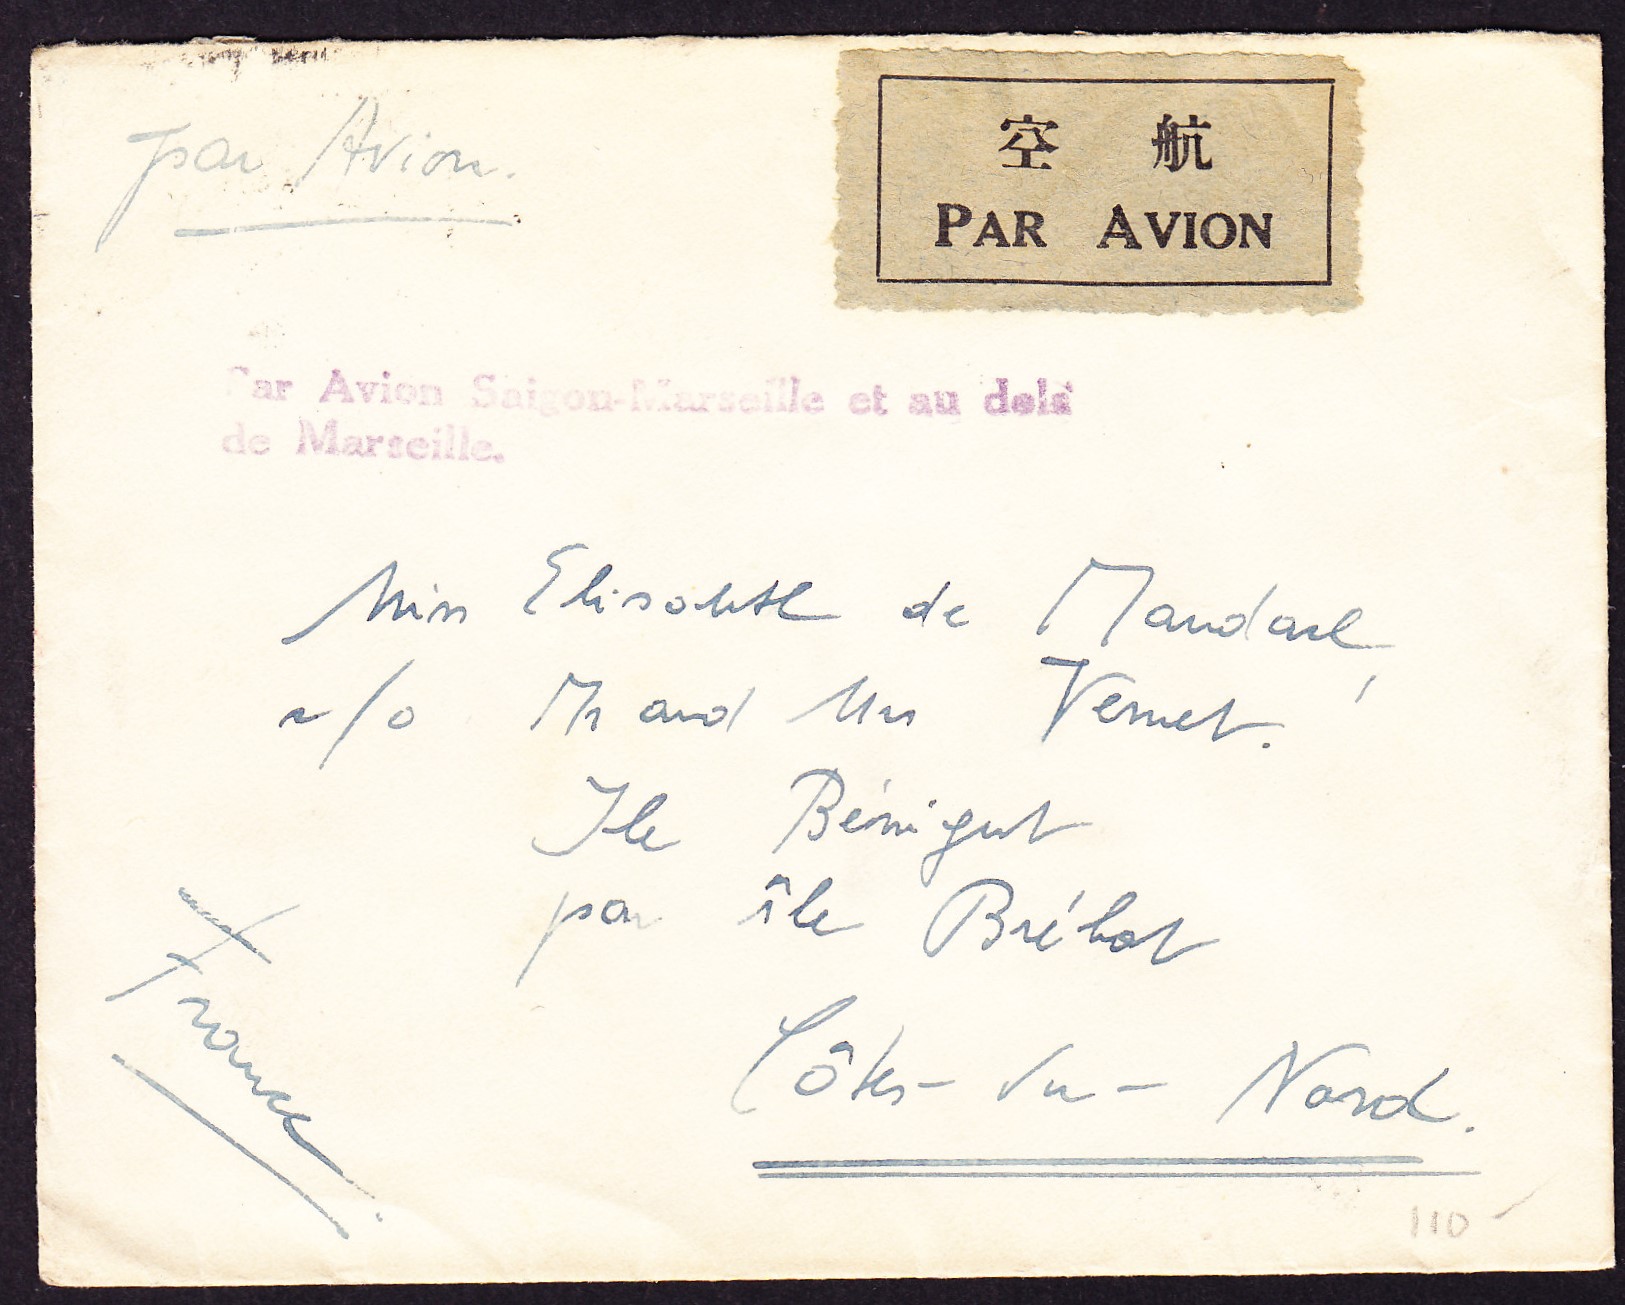 par Avion.
空 航
PAR AVION
Par Avion Saigon-Marseille et au delà
de Marseille.
Miss Elisabeth de
c/o Mr and Mrs Vernet.
Ile Béniguet
par île Bréhat
Côtes-du-Nord.
France
110